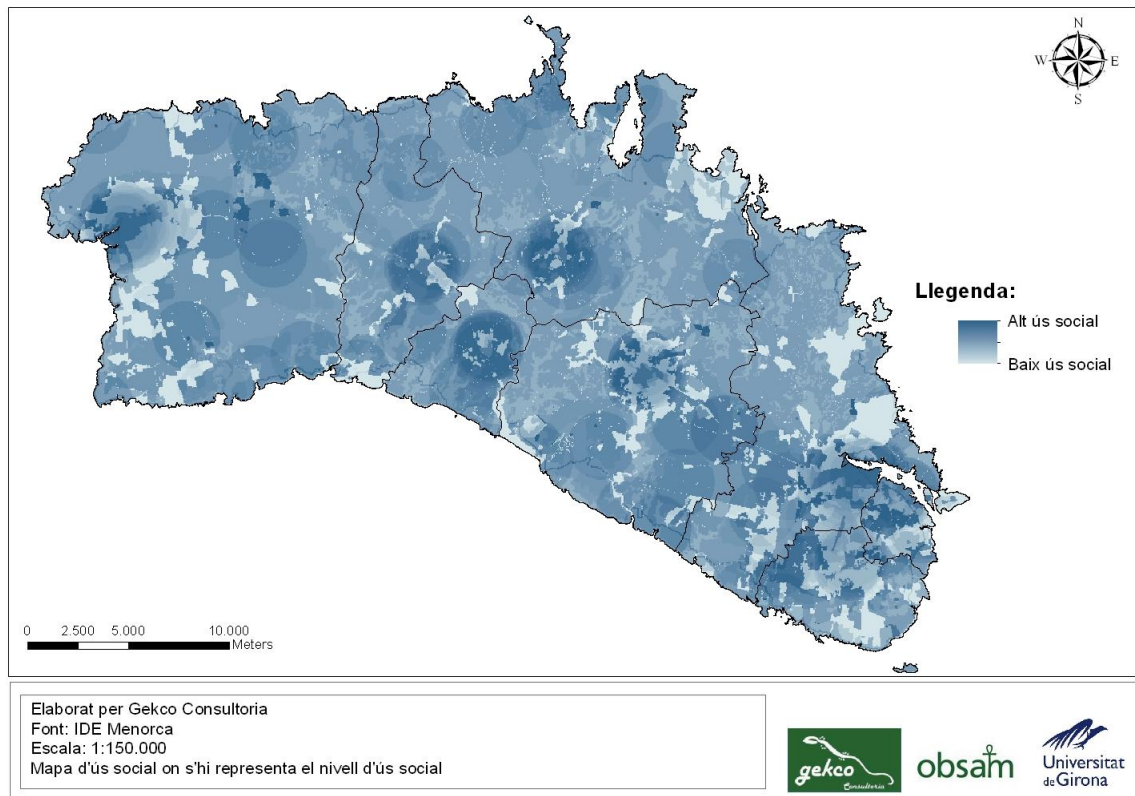 N
W E
S
Llegenda:
Alt ús social
Baix ús social
0 2.500 5.000 10.000
Meters
Elaborat per Gekco Consultoria
Font: IDE Menorca
Escala: 1:150.000
Mapa d'ús social on s'hi representa el nivell d'ús social
gekco
Consultoria
obsam
Universitat
de Girona